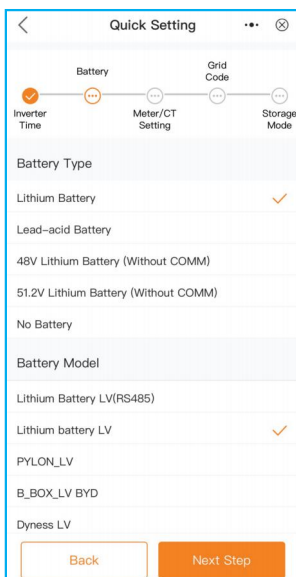 Quick Setting
Battery
Grid
Code
Inverter
Time
Meter/CT
Setting
Storage
Mode
Battery Type
Lithium Battery
Lead-acid Battery
48V Lithium Battery (Without COMM)
51.2V Lithium Battery (Without COMM)
No Battery
Battery Model
Lithium Battery LV(RS485)
Lithium battery LV
PYLON_LV
B_BOX_LV BYD
Dyness LV
Back
Next Step